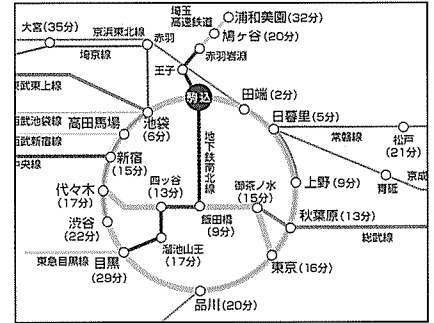 大宮(35分)
京浜東北線
赤羽
埼京線
埼玉
高速鉄道
浦和美園(32分)
鳩ヶ谷(20分)
赤羽岩淵
王子
駒込
東武東上線
西武池袋線
西武新宿線
中央線
高田馬場
池袋
(6分)
新宿
(15分)
代々木
(17分)
渋谷
(22分)
目黒
(29分)
東急目黒線
地下鉄南北線
四ッ谷
(13分)
溜池山王
(17分)
飯田橋
(9分)
御茶ノ水
(15分)
田端(2分)
日暮里(5分)
常磐線
松戸
(21分)
青砥
京成
上野(9分)
秋葉原(13分)
総武線
東京(16分)
品川(20分)